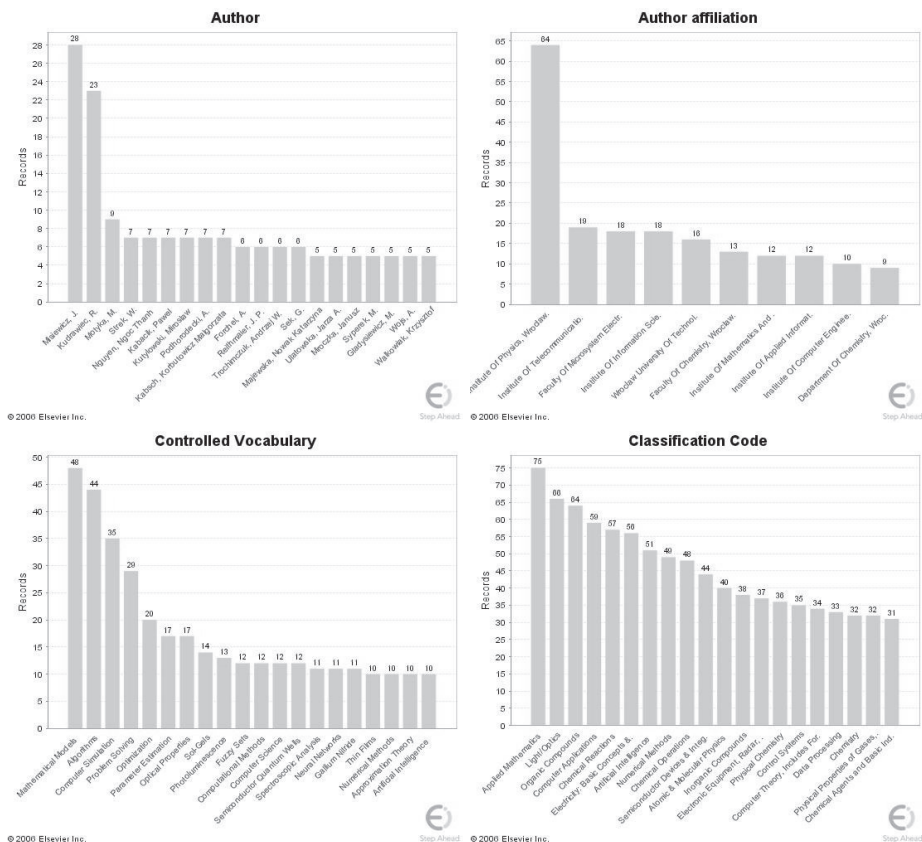 Author
28
23
9
7
7
7
7
7
7
6
6
6
6
5
5
5
5
5
5
5
28
26
24
22
20
18
16
14
12
10
8
6
4
2
0
Records
Misiewicz, J.
Kudrawiec, R.
Motyka, M.
Strek, W.
Nguyen, Ngoc Thanh
Kabacik, Pawel
Kutylowski, Miroslaw
Podhorodecki, A.
Kabsch, Korbutowicz Malgorzata
Forchel, A.
Reithmaier, J. P.
Trochimczuk, Andrzej W.
Sek, G.
Majewska, Nowak Katarzyna
Mroczka, Janusz
Syperek, M.
Gladysiewicz, M.
Wojs, A.
Walkowiak, Krzysztof
© 2006 Elsevier Inc.
Step Ahead
Author affiliation
64
19
18
18
16
13
12
12
10
9
65
60
55
50
45
40
35
30
25
20
15
10
5
0
Records
Institute Of Physics, Wroclaw.
Institute Of Telecommunicatio.
Faculty Of Microsystem Electr.
Institute Of Information Scie.
Wroclaw University Of Technol.
Faculty Of Chemistry, Wroclaw.
Institute Of Mathematics And .
Institute Of Applied Informat.
Institute Of Computer Enginee.
Department Of Chemistry, Wroc.
© 2006 Elsevier Inc.
Step Ahead
Controlled Vocabulary
48
44
35
29
20
17
17
14
13
12
12
12
12
11
11
11
10
10
10
10
50
45
40
35
30
25
20
15
10
5
0
Records
Mathematical Models
Algorithms
Computer Simulation
Problem Solving
Optimization
Parameter Estimation
Optical Properties
Sol-Gels
Photoluminescence
Fuzzy Sets
Computational Methods
Computer Science
Semiconductor Quantum Wells
Spectroscopic Analysis
Neural Networks
Gallium Nitride
Thin Films
Numerical Methods
Approximation Theory
Artificial Intelligence
© 2006 Elsevier Inc.
Step Ahead
Classification Code
75
66
64
59
57
56
51
49
48
44
40
38
37
36
35
34
33
32
32
31
75
70
65
60
55
50
45
40
35
30
25
20
15
10
5
0
Records
Applied Mathematics
Light/Optics
Organic Compounds
Computer Applications
Chemical Reactions
Electricity: Basic Concepts &.
Artificial Intelligence
Numerical Methods
Chemical Operations
Semiconductor Devices & Integ.
Atomic & Molecular Physics
Inorganic Compounds
Electronic Equipment, Radar, .
Physical Chemistry
Control Systems
Computer Theory, Includes For.
Data Processing
Chemistry
Physical Properties of Gases, .
Chemical Agents and Basic Ind.
© 2006 Elsevier Inc.
Step Ahead